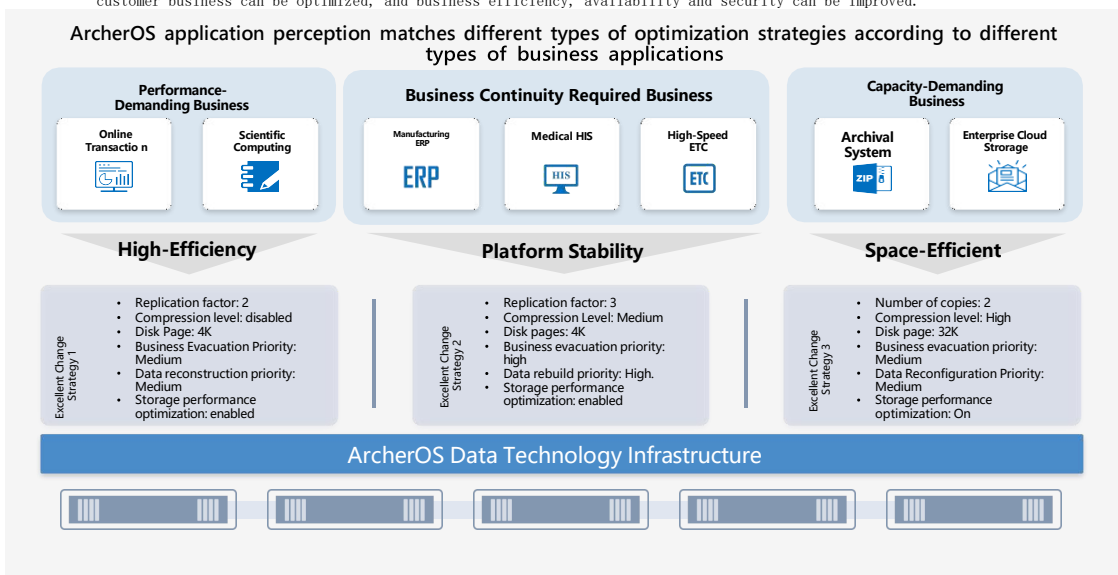 customer business can be optimized, and business efficiency, availability and security can be improved.
ArcherOS application perception matches different types of optimization strategies according to different
types of business applications
Performance-
Demanding Business
Online
Transactio n
Scientific
Computing
Business Continuity Required Business
Manufacturing
ERP
ERP
Medical HIS
HIS
High-Speed
ETC
ETC
Capacity-Demanding
Business
Archival
System
ZIP
Enterprise Cloud
Strorage
High-Efficiency
Platform Stability
Space-Efficient
Excellent Change
Strategy 1
• Replication factor: 2
• Compression level: disabled
• Disk Page: 4K
• Business Evacuation Priority:
Medium
• Data reconstruction priority:
Medium
• Storage performance
optimization: enabled
Excellent Change
Strategy 2
• Replication factor: 3
• Compression Level: Medium
• Disk pages: 4K
• Business evacuation priority:
high
• Data rebuild priority: High.
• Storage performance
optimization: enabled
Excellent Change
Strategy 3
• Number of copies: 2
• Compression level: High
• Disk page: 32K
• Business evacuation priority:
Medium
• Data Reconfiguration Priority:
Medium
• Storage performance
optimization: On
ArcherOS Data Technology Infrastructure